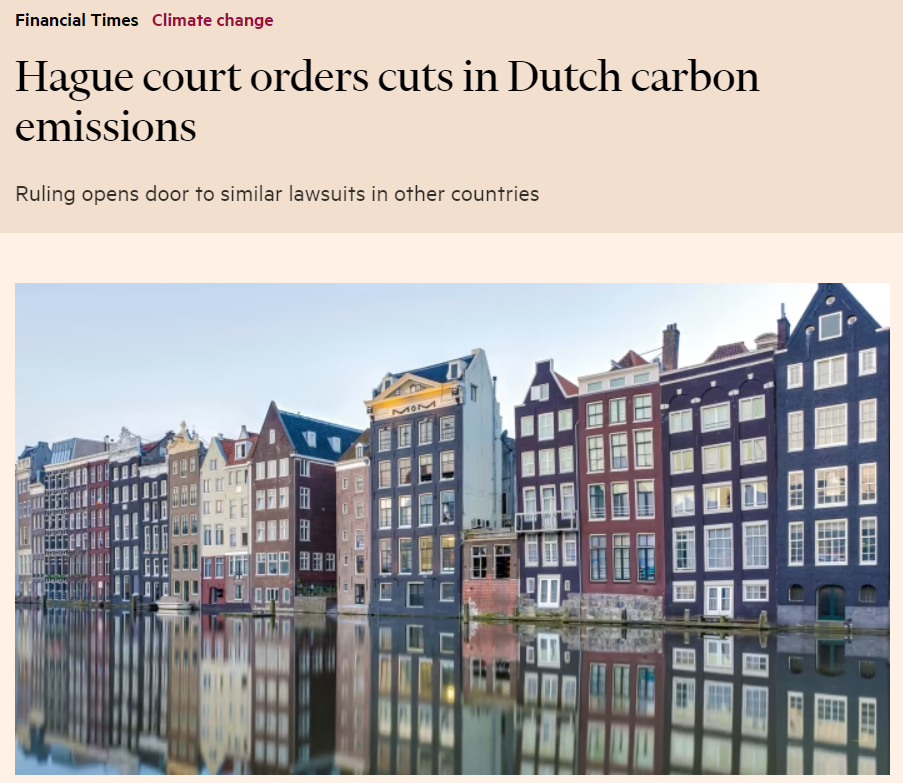 Financial Times Climate change
Hague court orders cuts in Dutch carbon
emissions
Ruling opens door to similar lawsuits in other countries